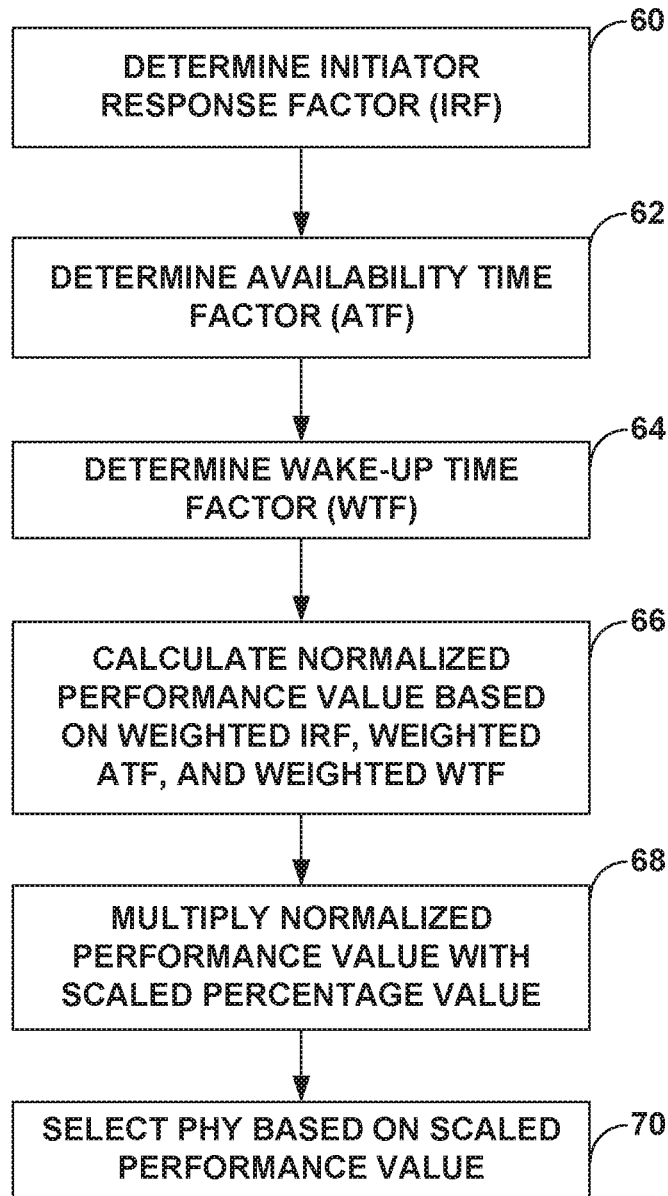 60
DETERMINE INITIATOR
RESPONSE FACTOR (IRF)
62
DETERMINE AVAILABILITY TIME
FACTOR (ATF)
64
DETERMINE WAKE-UP TIME
FACTOR (WTF)
66
CALCULATE NORMALIZED
PERFORMANCE VALUE BASED
ON WEIGHTED IRF, WEIGHTED
ATF, AND WEIGHTED WTF
68
MULTIPLY NORMALIZED
PERFORMANCE VALUE WITH
SCALED PERCENTAGE VALUE
70
SELECT PHY BASED ON SCALED
PERFORMANCE VALUE